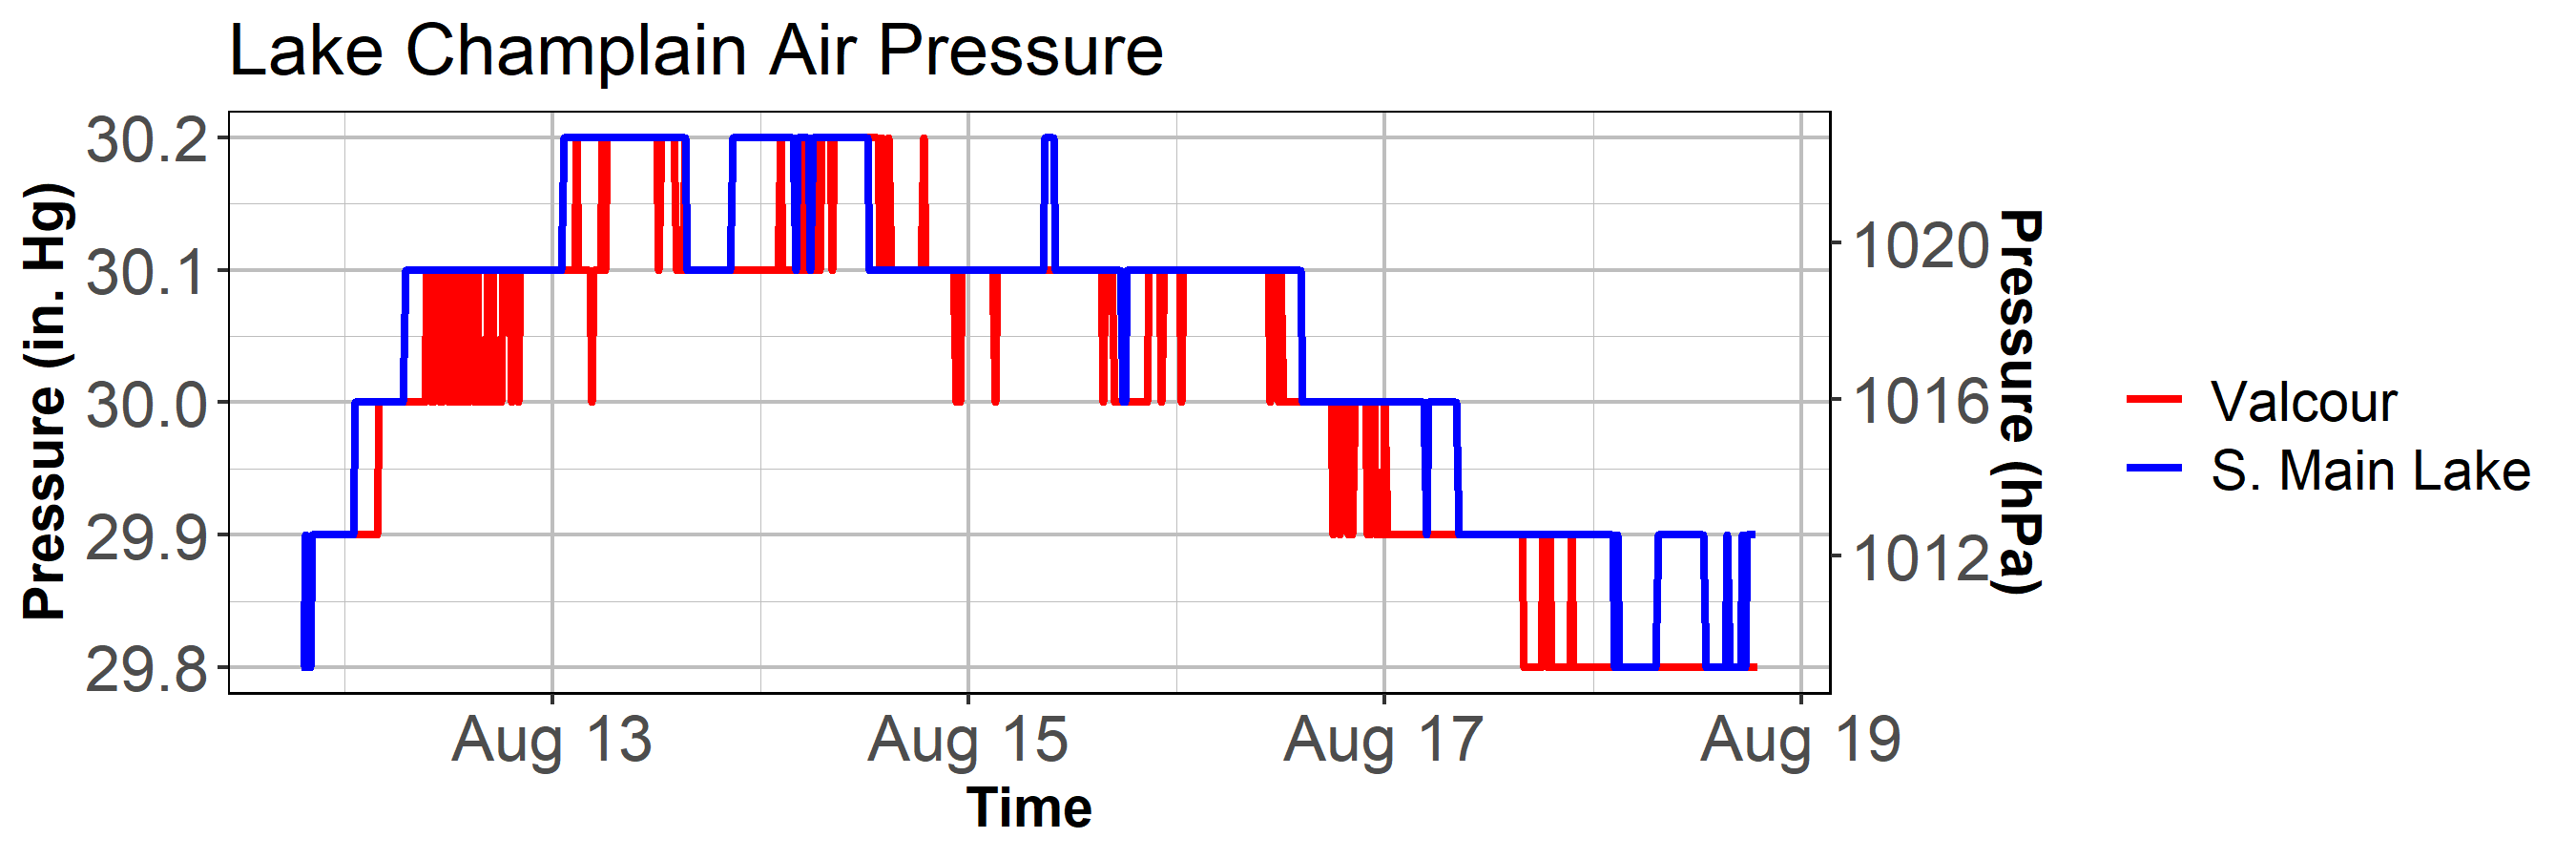 Lake Champlain Air Pressure
Pressure (in. Hg)
30.2
30.1
30.0
29.9
29.8
1020
1016
1012
Pressure (hPa)
Aug 13
Aug 15
Aug 17
Aug 19
Time
Valcour
S. Main Lake